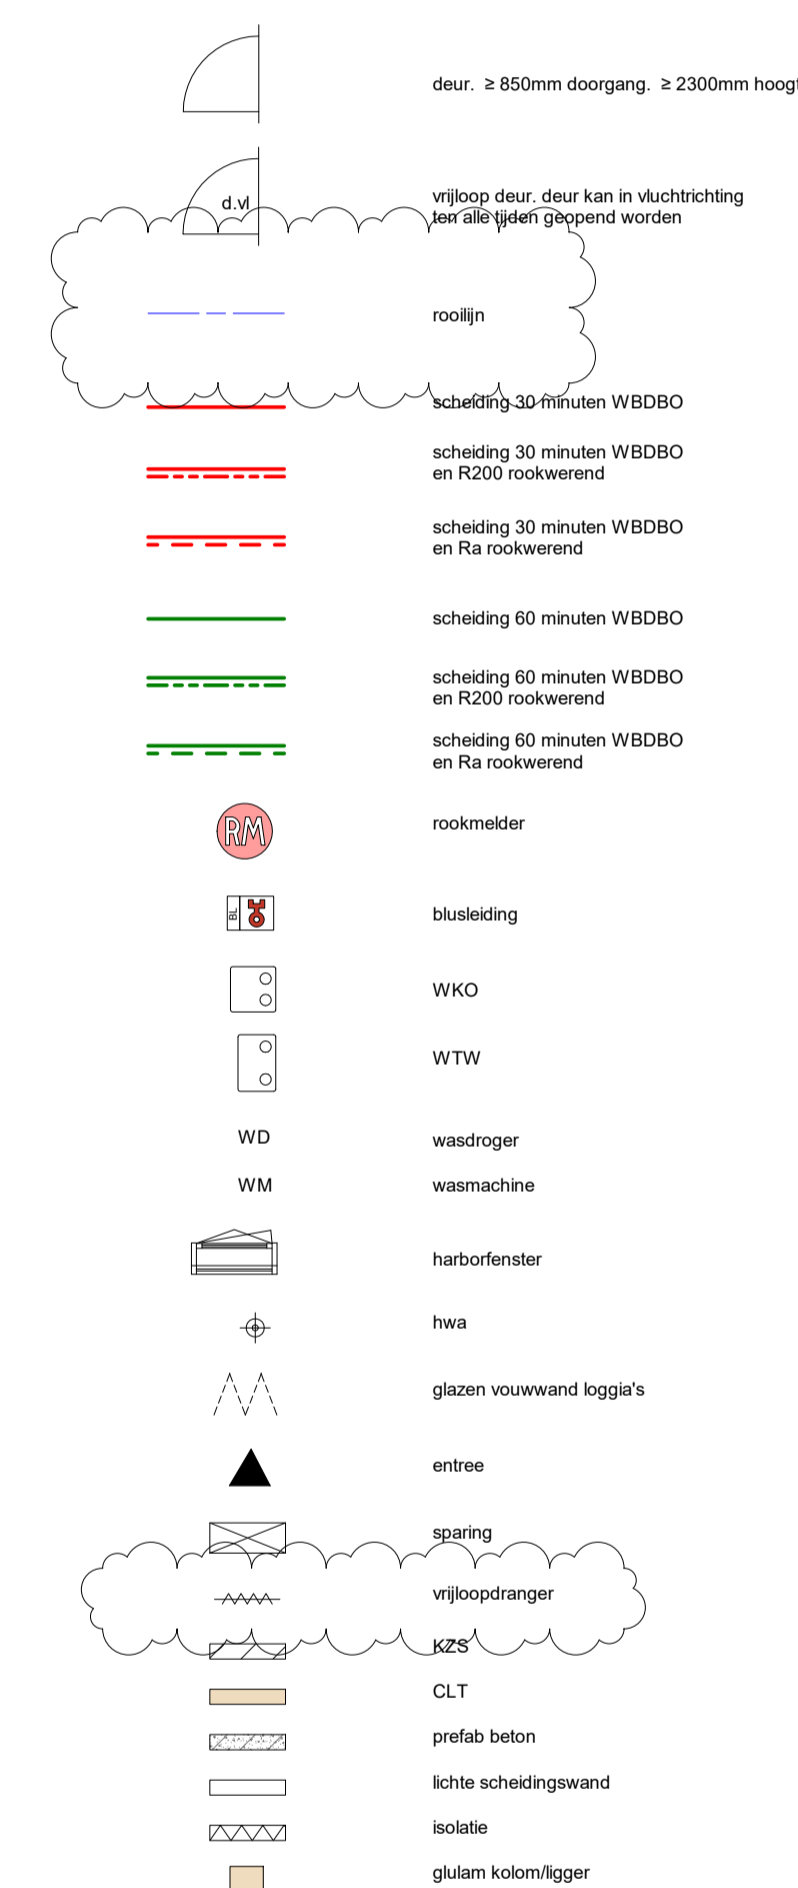 deur. ≥ 850mm doorgang. ≥ 2300mm hoogt
d.vl
vrijloop deur. deur kan in vluchtrichting
ten alle tijden geopend worden
rooilijn
scheiding 30 minuten WBDBO
scheiding 30 minuten WBDBO
en R200 rookwerend
scheiding 30 minuten WBDBO
en Ra rookwerend
scheiding 60 minuten WBDBO
scheiding 60 minuten WBDBO
en R200 rookwerend
scheiding 60 minuten WBDBO
en Ra rookwerend
RM rookmelder
BL blusleiding
WKO
WTW
WD wasdroger
WM wasmachine
harborfenster
hwa
glazen vouwwand loggia's
entree
sparing
vrijloopdranger
KZS
CLT
prefab beton
lichte scheidingswand
isolatie
glulam kolom/ligger